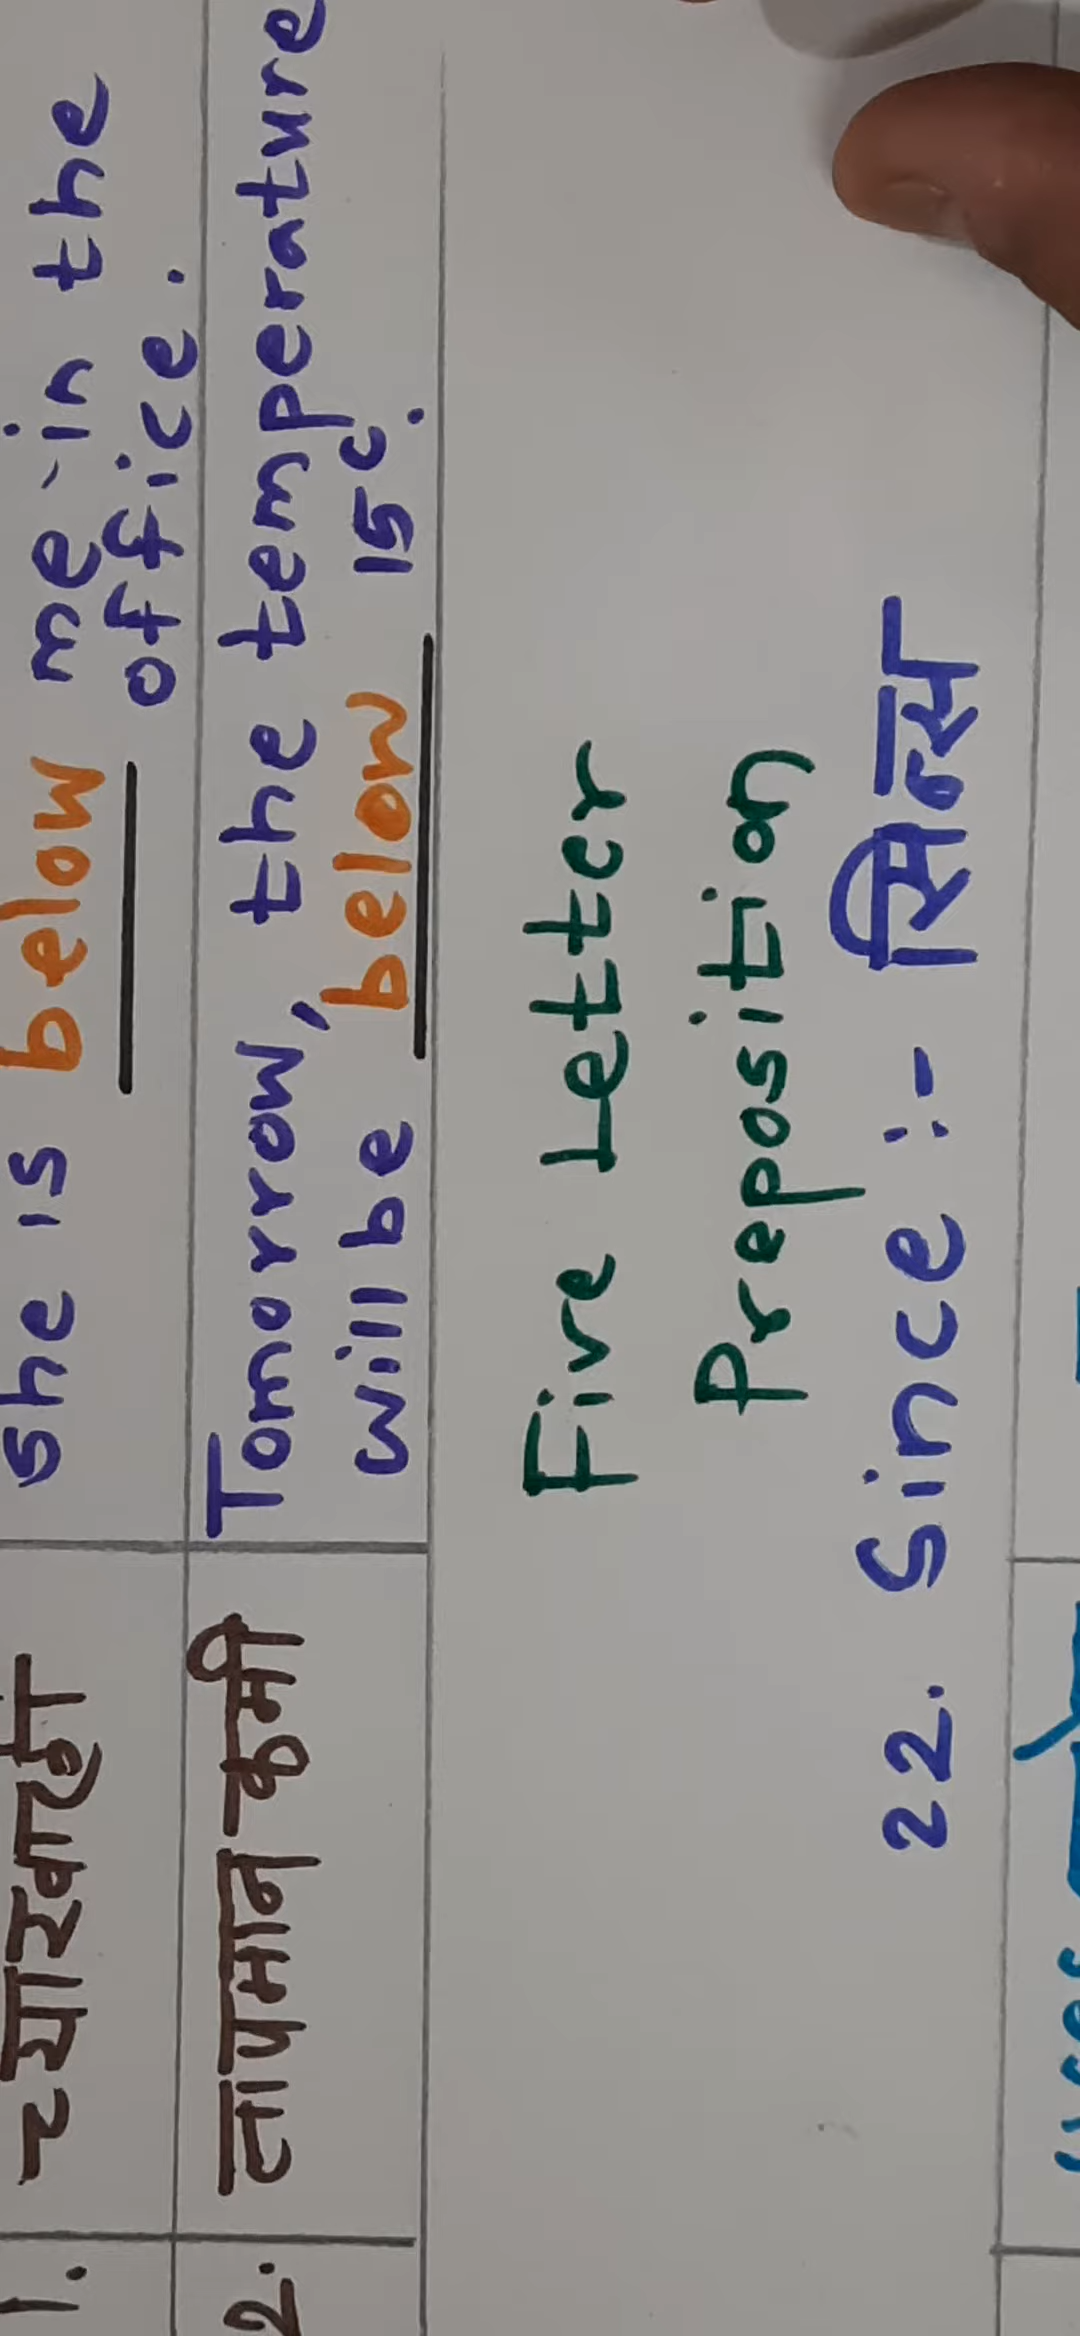 1. च्याखाली she is below me in the
office.
2. तापमान कमी Tomorrow, the temperature
will be below 15°C.
Five Letter
Preposition
22. Since :- सिन्स
Uses